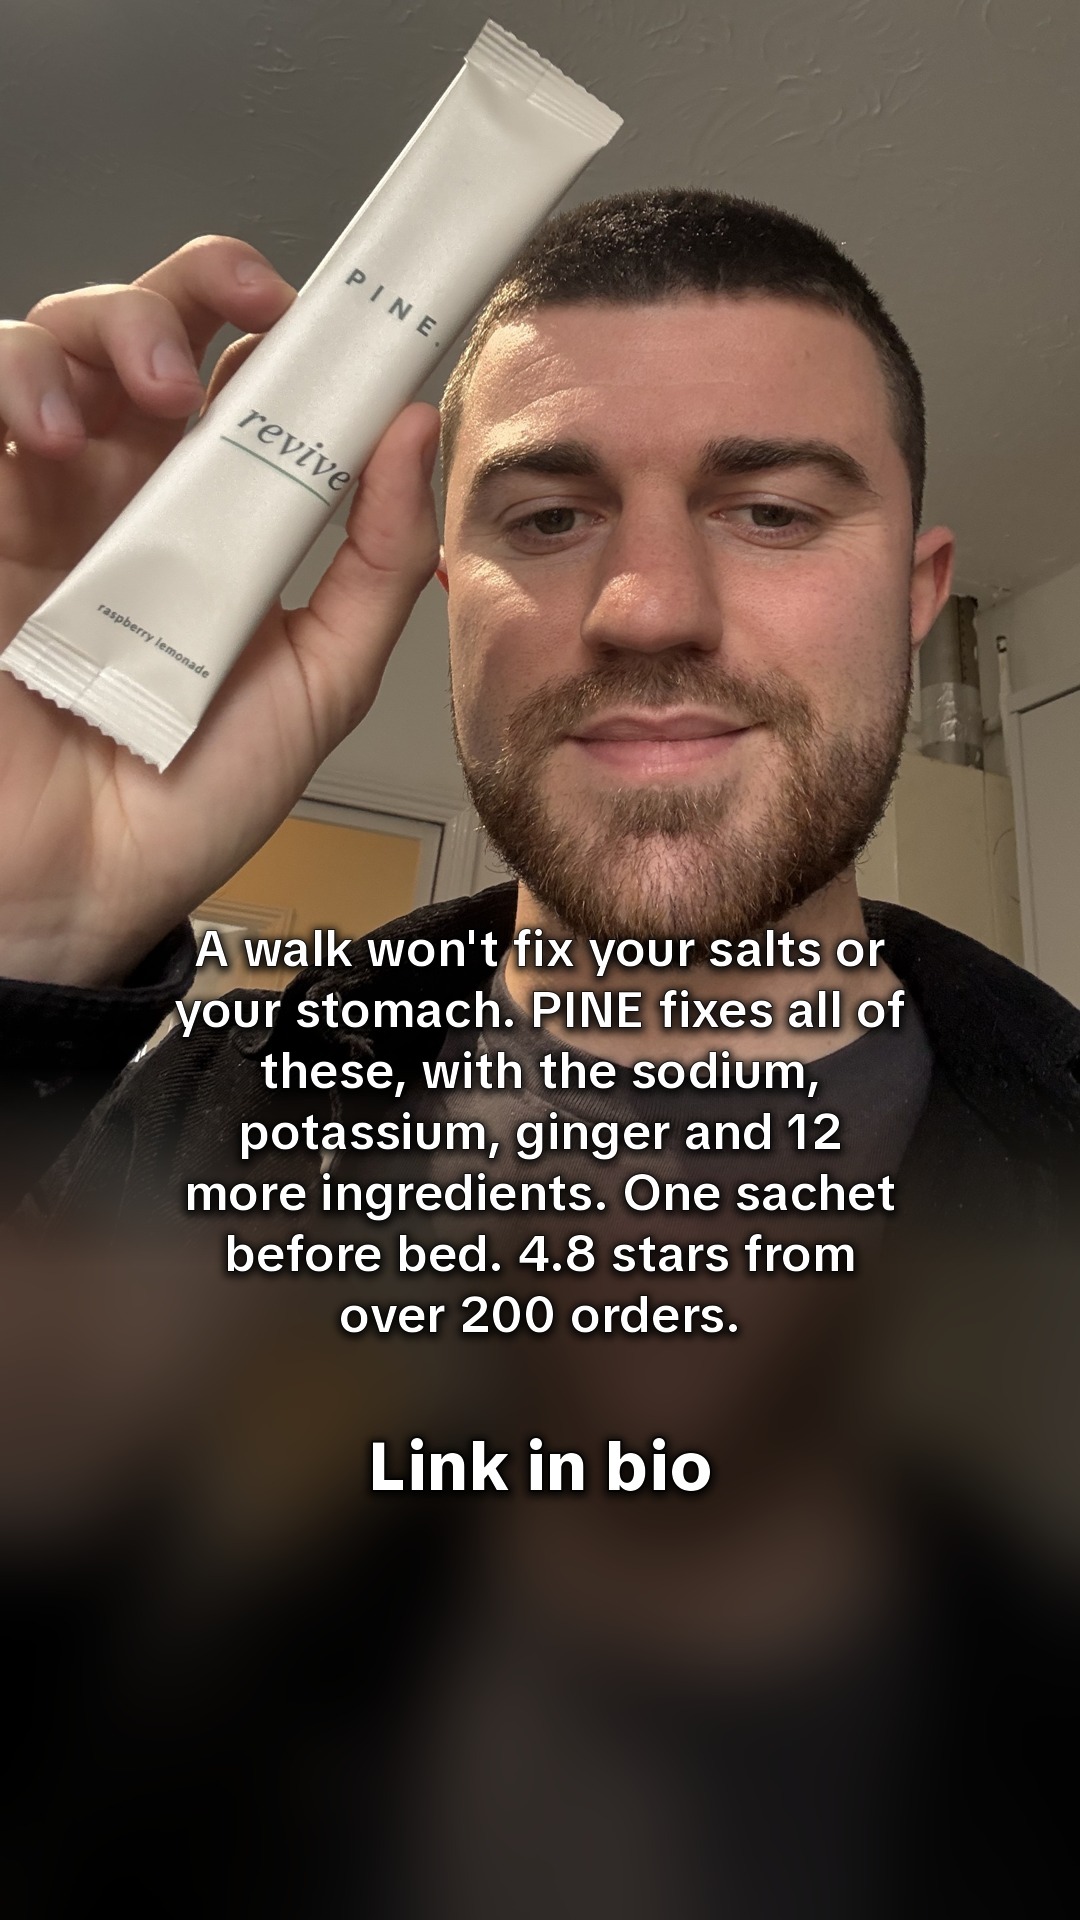 PINE.
revive
raspberry lemonade
A walk won't fix your salts or
your stomach. PINE fixes all of
these, with the sodium,
potassium, ginger and 12
more ingredients. One sachet
before bed. 4.8 stars from
over 200 orders.
Link in bio